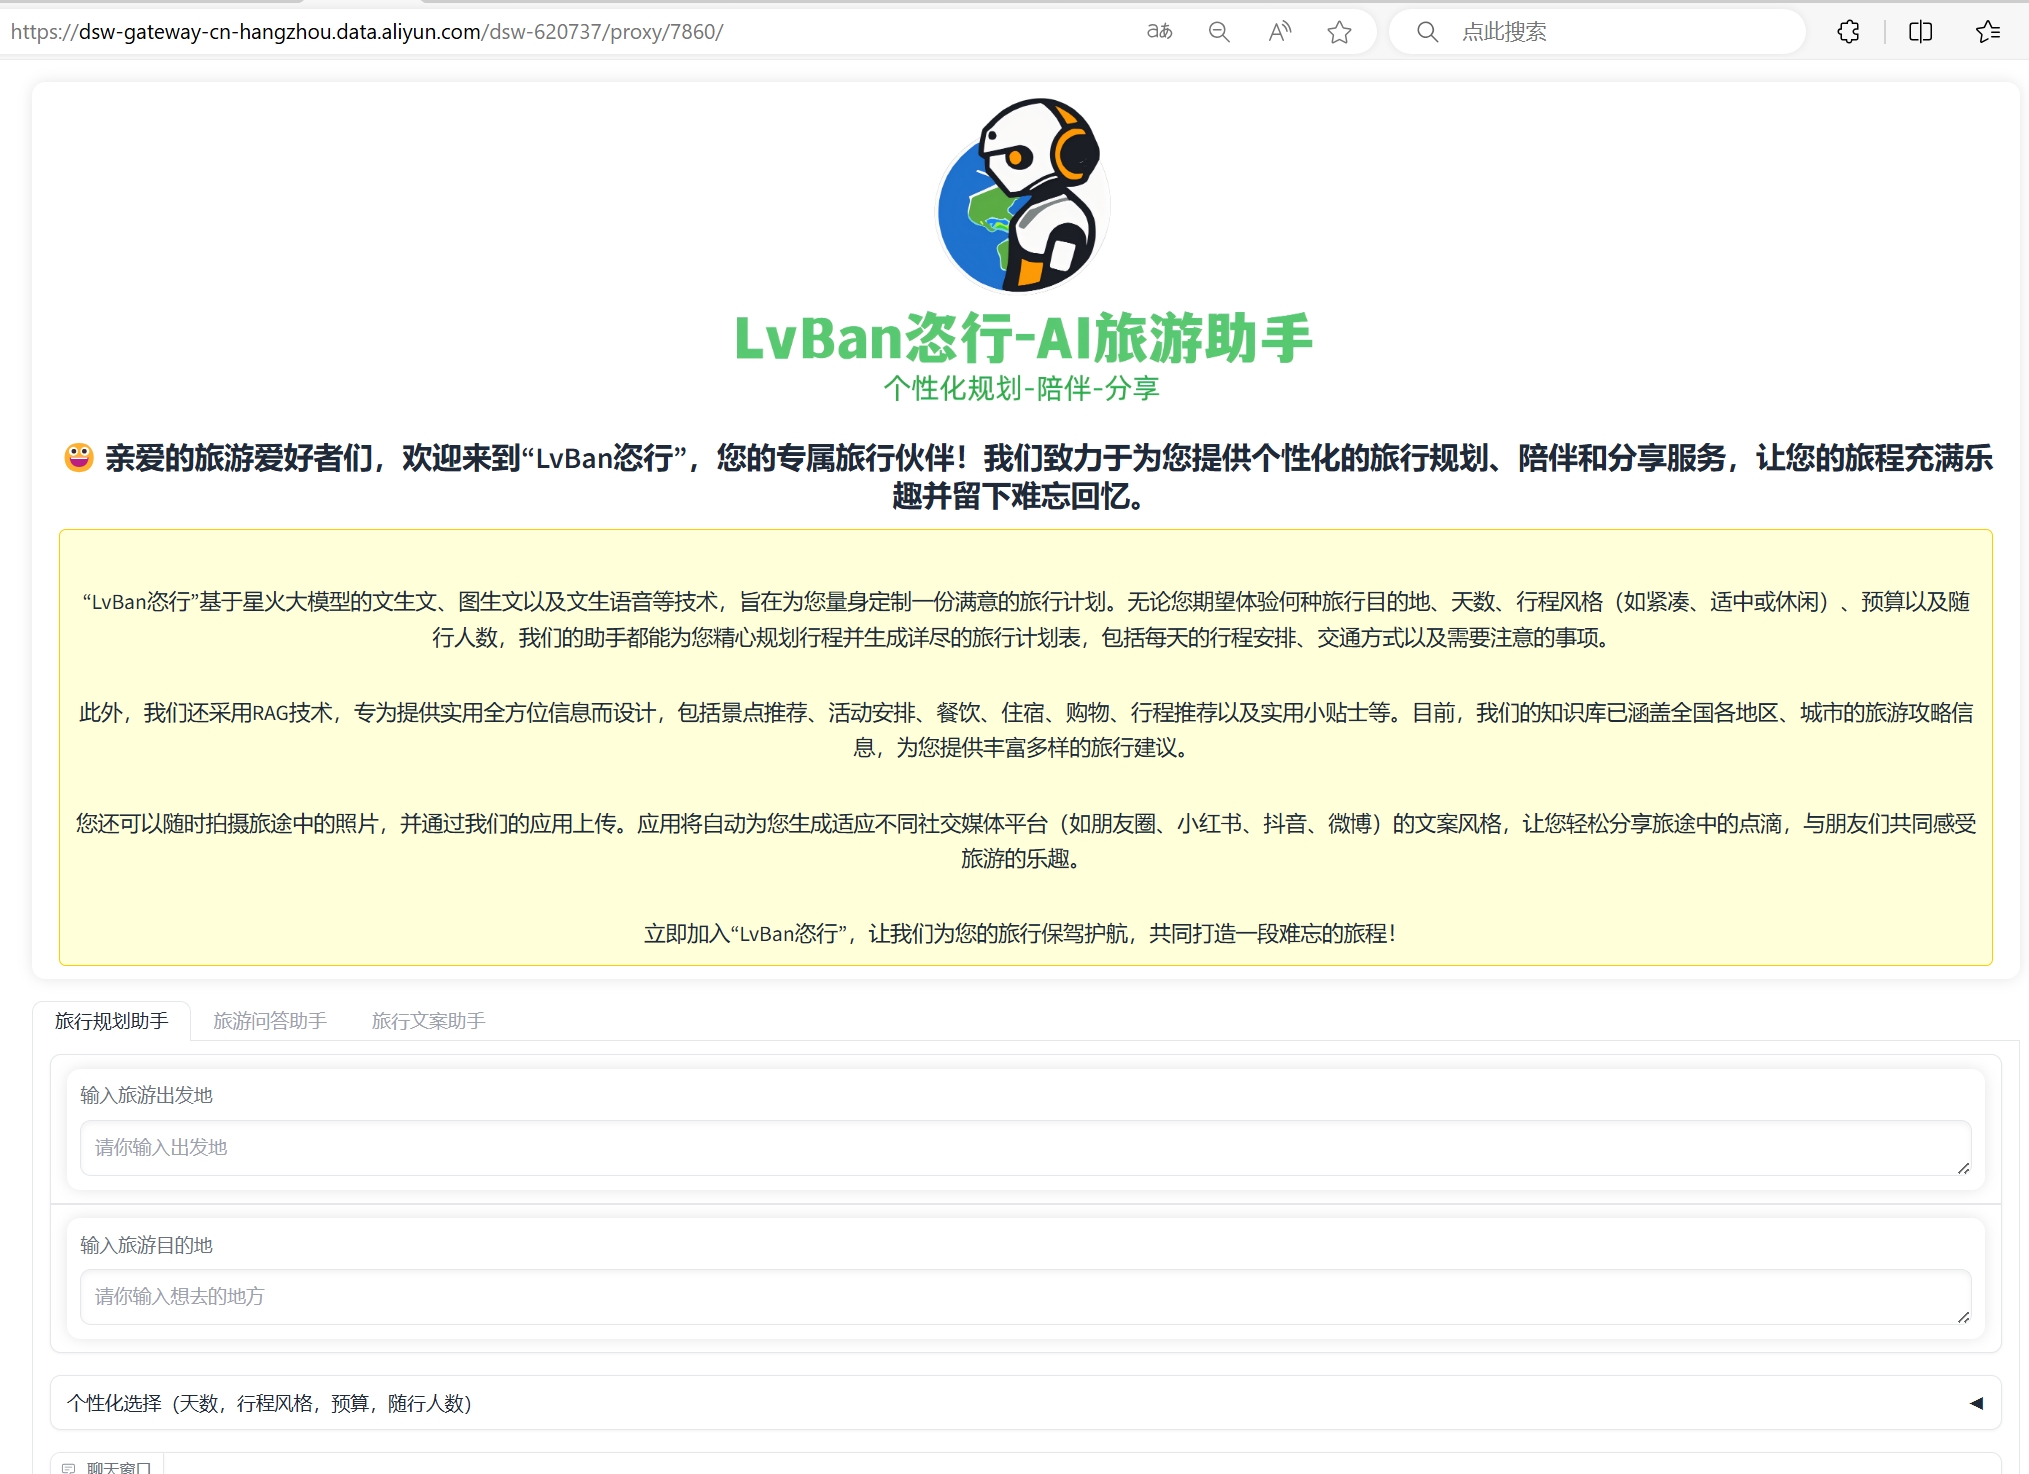 https://dsw-gateway-cn-hangzhou.data.aliyun.com/dsw-620737/proxy/7860/
aあ
A
点此搜索
LvBan恣行-AI旅游助手
个性化规划-陪伴-分享
😀 亲爱的旅游爱好者们，欢迎来到“LvBan恣行”，您的专属旅行伙伴！我们致力于为您提供个性化的旅行规划、陪伴和分享服务，让您的旅程充满乐
趣并留下难忘回忆。
“LvBan恣行”基于星火大模型的文生文、图生文以及文生语音等技术，旨在为您量身定制一份满意的旅行计划。无论您期望体验何种旅行目的地、天数、行程风格（如紧凑、适中或休闲）、预算以及随
行人数，我们的助手都能为您精心规划行程并生成详尽的旅行计划表，包括每天的行程安排、交通方式以及需要注意的事项。
此外，我们还采用RAG技术，专为提供实用全方位信息而设计，包括景点推荐、活动安排、餐饮、住宿、购物、行程推荐以及实用小贴士等。目前，我们的知识库已涵盖全国各地区、城市的旅游攻略信
息，为您提供丰富多样的旅行建议。
您还可以随时拍摄旅途中的照片，并通过我们的应用上传。应用将自动为您生成适应不同社交媒体平台（如朋友圈、小红书、抖音、微博）的文案风格，让您轻松分享旅途中的点滴，与朋友们共同感受
旅游的乐趣。
立即加入“LvBan恣行”，让我们为您的旅行保驾护航，共同打造一段难忘的旅程！
旅行规划助手 旅游问答助手 旅行文案助手
输入旅游出发地
请你输入出发地
输入旅游目的地
请你输入想去的地方
个性化选择（天数，行程风格，预算，随行人数）
聊天窗口